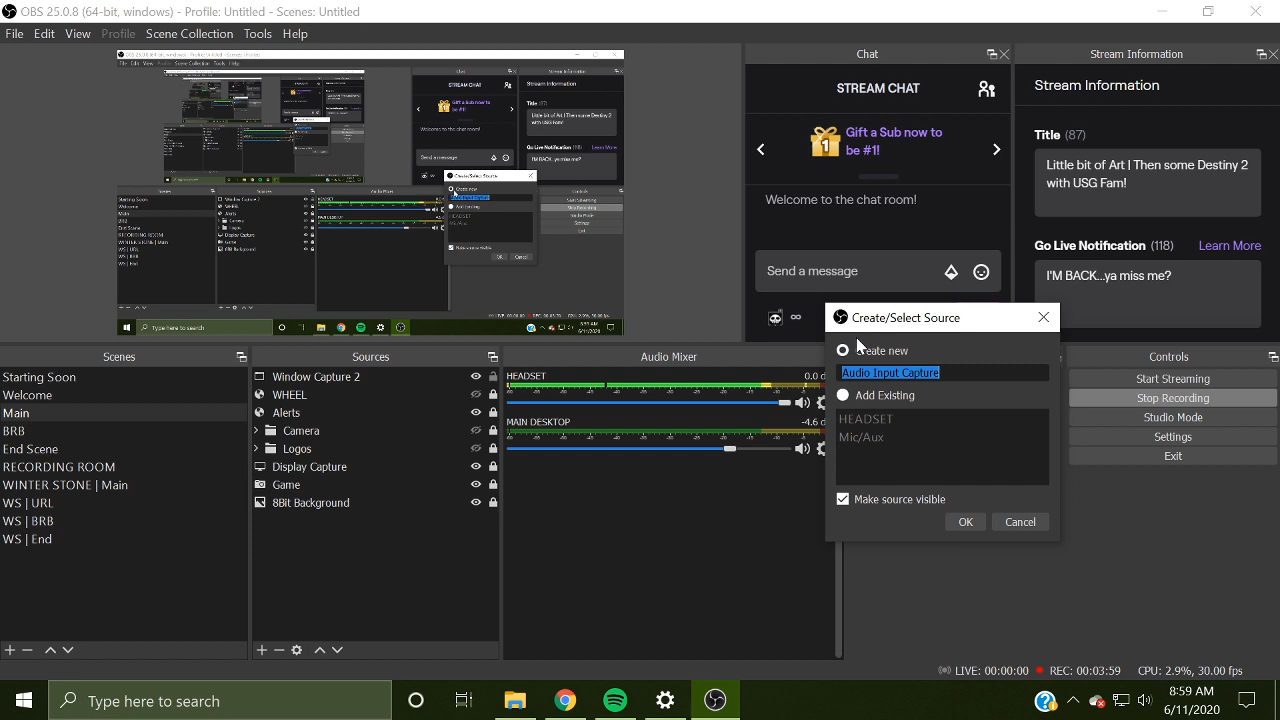 OBS 25.0.8 (64-bit, windows) - Profile: Untitled - Scenes: Untitled
File Edit View Profile Scene Collection Tools Help
Stream Information
Stream Information
STREAM CHAT
Gift a Sub now to
be #1!
1
Welcome to the chat room!
Send a message
Title (87)
Little bit of Art | Then some Destiny 2
with USG Fam!
Go Live Notification (118) Learn More
I'M BACK...ya miss me?
Create/Select Source
Create new
Audio Input Capture
Add Existing
HEADSET
Mic/Aux
Make source visible
OK Cancel
Scenes
Starting Soon
Welcome
Main
BRB
End Scene
RECORDING ROOM
WINTER STONE | Main
WS | URL
WS | BRB
WS | End
Sources
Window Capture 2
WHEEL
Alerts
Camera
Logos
Display Capture
Game
8Bit Background
Audio Mixer
HEADSET 0.0 d
MAIN DESKTOP -4.6 d
Controls
Start Streaming
Stop Recording
Studio Mode
Settings
Exit
LIVE: 00:00:00 REC: 00:03:59 CPU: 2.9%, 30.00 fps
Type here to search
8:59 AM
6/11/2020